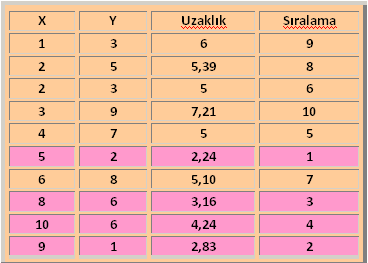 X Y Uzaklık Sıralama
1 3 6 9
2 5 5,39 8
2 3 5 6
3 9 7,21 10
4 7 5 5
5 2 2,24 1
6 8 5,10 7
8 6 3,16 3
10 6 4,24 4
9 1 2,83 2